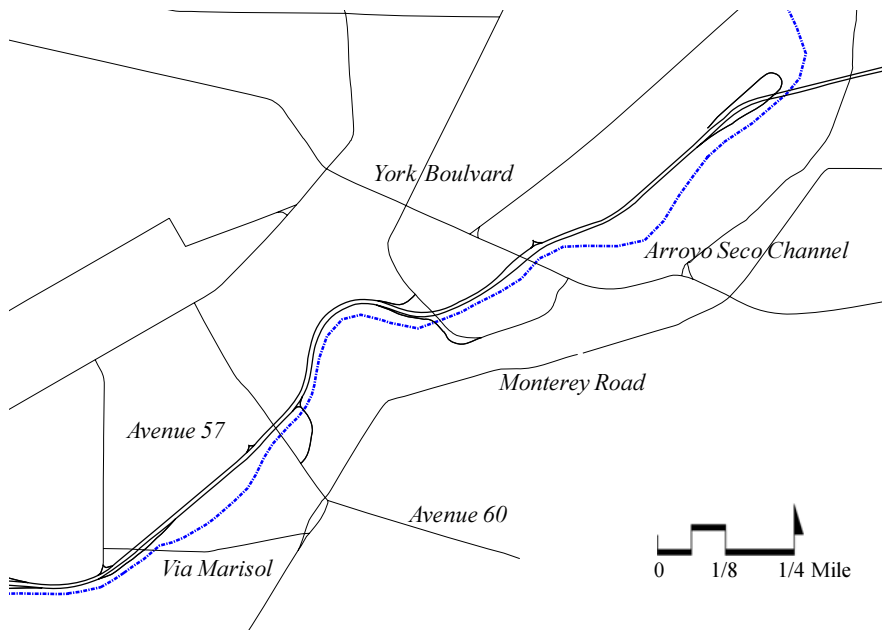 York Boulvard
Arroyo Seco Channel
Monterey Road
Avenue 57
Avenue 60
Via Marisol
0 1/8 1/4 Mile